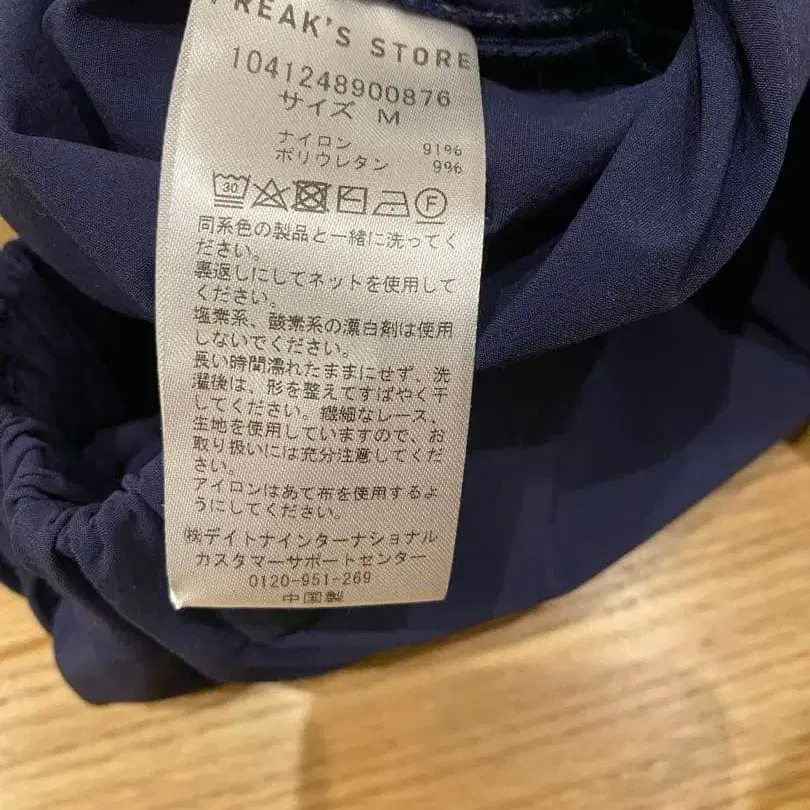 FREAK'S STORE
1041248900876
サイズ M
ナイロン 91%
ポリウレタン 9%
30 F
同系色の製品と一緒に洗ってく
ださい。
裏返しにしてネットを使用して
ください。
塩素系、酸素系の漂白剤は使用
しないでください。
長い時間濡れたままにせず、洗
濯後は、形を整えてすばやく干
してください。繊細なレース、
生地を使用していますので、お
取り扱いには充分注意してくだ
さい。
アイロンはあて布を使用するよ
うにしてください。
㈱デイトナインターナショナル
カスタマーサポートセンター
0120-951-269
中国製